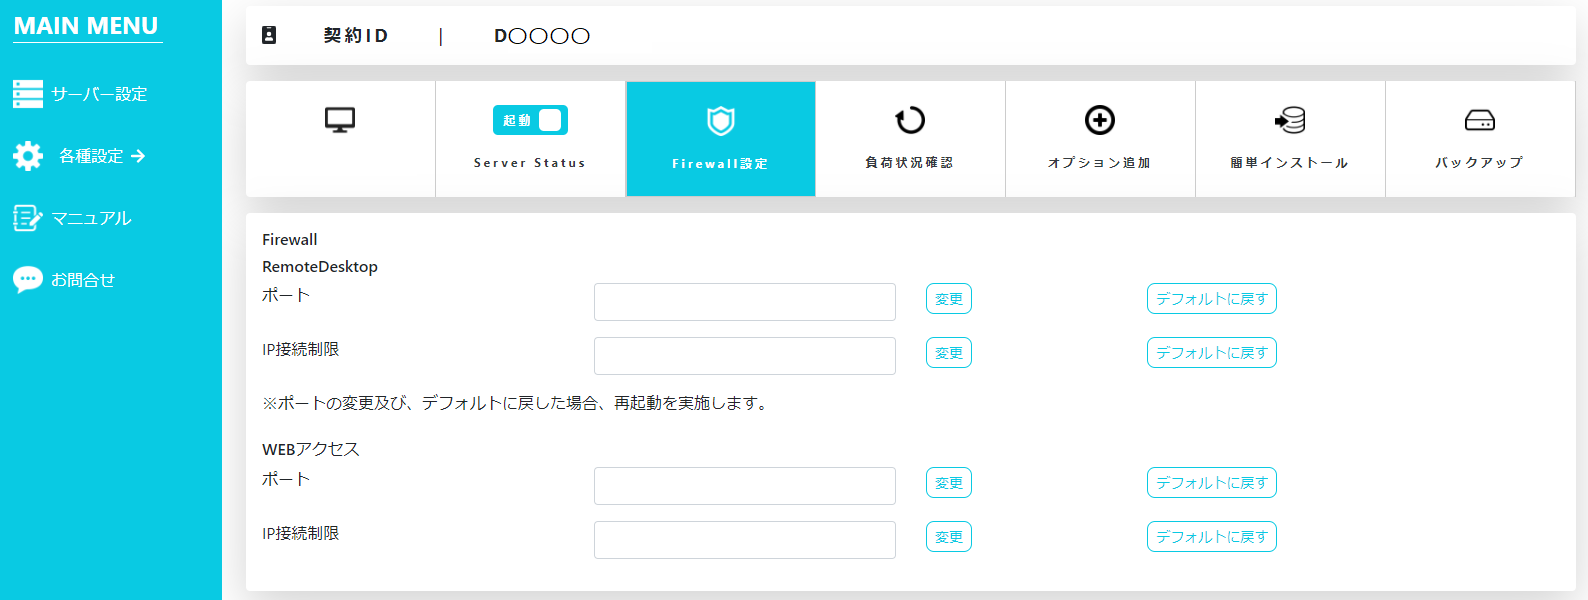 MAIN MENU
サーバー設定
各種設定
マニュアル
お問合せ
契約ID | D〇〇〇〇
起動
Server Status
Firewall設定
負荷状況確認
オプション追加
簡単インストール
バックアップ
Firewall
RemoteDesktop
ポート 変更 デフォルトに戻す
IP接続制限 変更 デフォルトに戻す
※ポートの変更及び、デフォルトに戻した場合、再起動を実施します。
WEBアクセス
ポート 変更 デフォルトに戻す
IP接続制限 変更 デフォルトに戻す